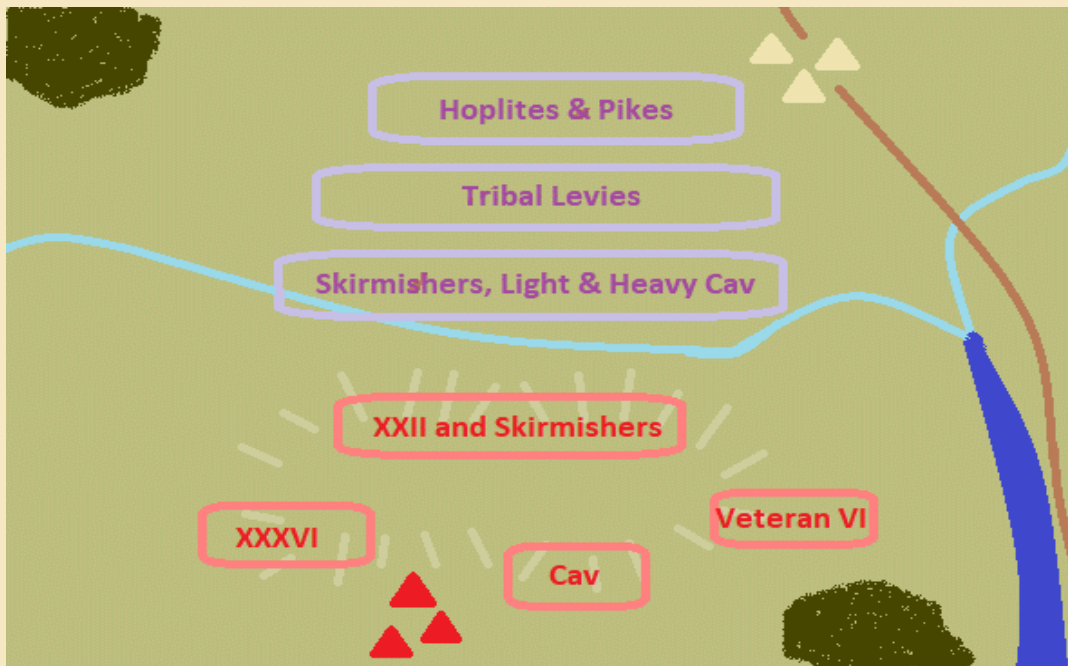 Hoplites & Pikes
Tribal Levies
Skirmishers, Light & Heavy Cav
XXII and Skirmishers
Veteran VI
XXXVI
Cav